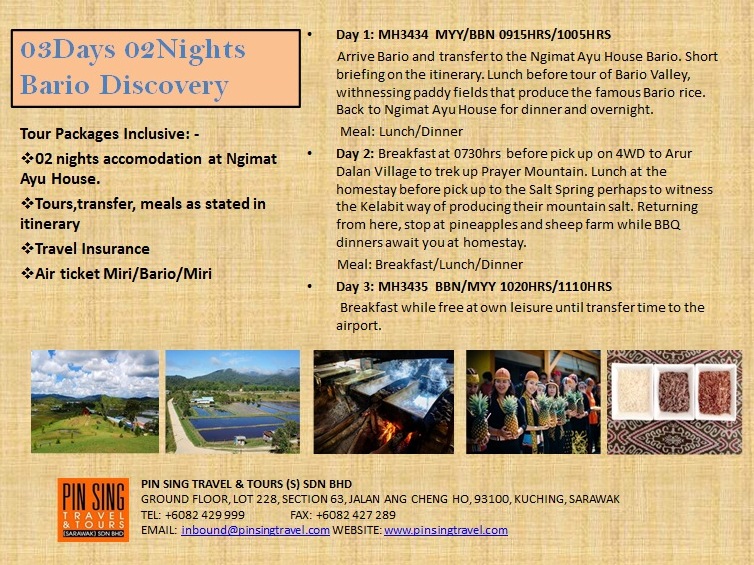 03Days 02Nights
Bario Discovery
Tour Packages Inclusive: -
❖02 nights accomodation at Ngimat
Ayu House.
❖Tours,transfer, meals as stated in
itinerary
❖Travel Insurance
❖Air ticket Miri/Bario/Miri
• Day 1: MH3434 MYY/BBN 0915HRS/1005HRS
Arrive Bario and transfer to the Ngimat Ayu House Bario. Short
briefing on the itinerary. Lunch before tour of Bario Valley,
withnessing paddy fields that produce the famous Bario rice.
Back to Ngimat Ayu House for dinner and overnight.
Meal: Lunch/Dinner
• Day 2: Breakfast at 0730hrs before pick up on 4WD to Arur
Dalan Village to trek up Prayer Mountain. Lunch at the
homestay before pick up to the Salt Spring perhaps to witness
the Kelabit way of producing their mountain salt. Returning
from here, stop at pineapples and sheep farm while BBQ
dinners await you at homestay.
Meal: Breakfast/Lunch/Dinner
• Day 3: MH3435 BBN/MYY 1020HRS/1110HRS
Breakfast while free at own leisure until transfer time to the
airport.
PIN SING
TRAVEL
& TOURS
(SARAWAK) SDN BHD
PIN SING TRAVEL & TOURS (S) SDN BHD
GROUND FLOOR, LOT 228, SECTION 63, JALAN ANG CHENG HO, 93100, KUCHING, SARAWAK
TEL: +6082 429 999 FAX: +6082 427 289
EMAIL: inbound@pinsingtravel.com WEBSITE: www.pinsingtravel.com